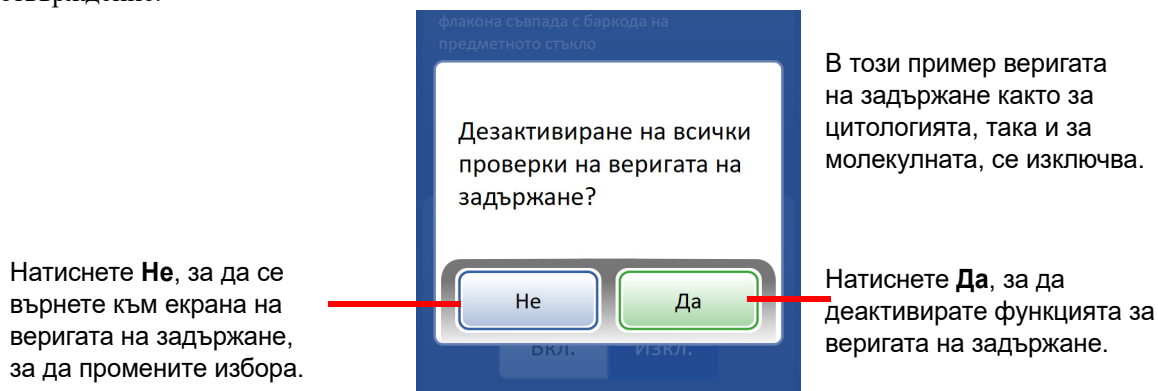 флакона съвпада с баркода на
предметното стъкло
Дезактивиране на всички
проверки на веригата на
задържане?
Не
Да
Вкл.
Изкл.
В този пример веригата
на задържане както за
цитологията, така и за
молекулната, се изключва.
Натиснете Не, за да се
върнете към екрана на
веригата на задържане,
за да промените избора.
Натиснете Да, за да
деактивирате функцията за
веригата на задържане.